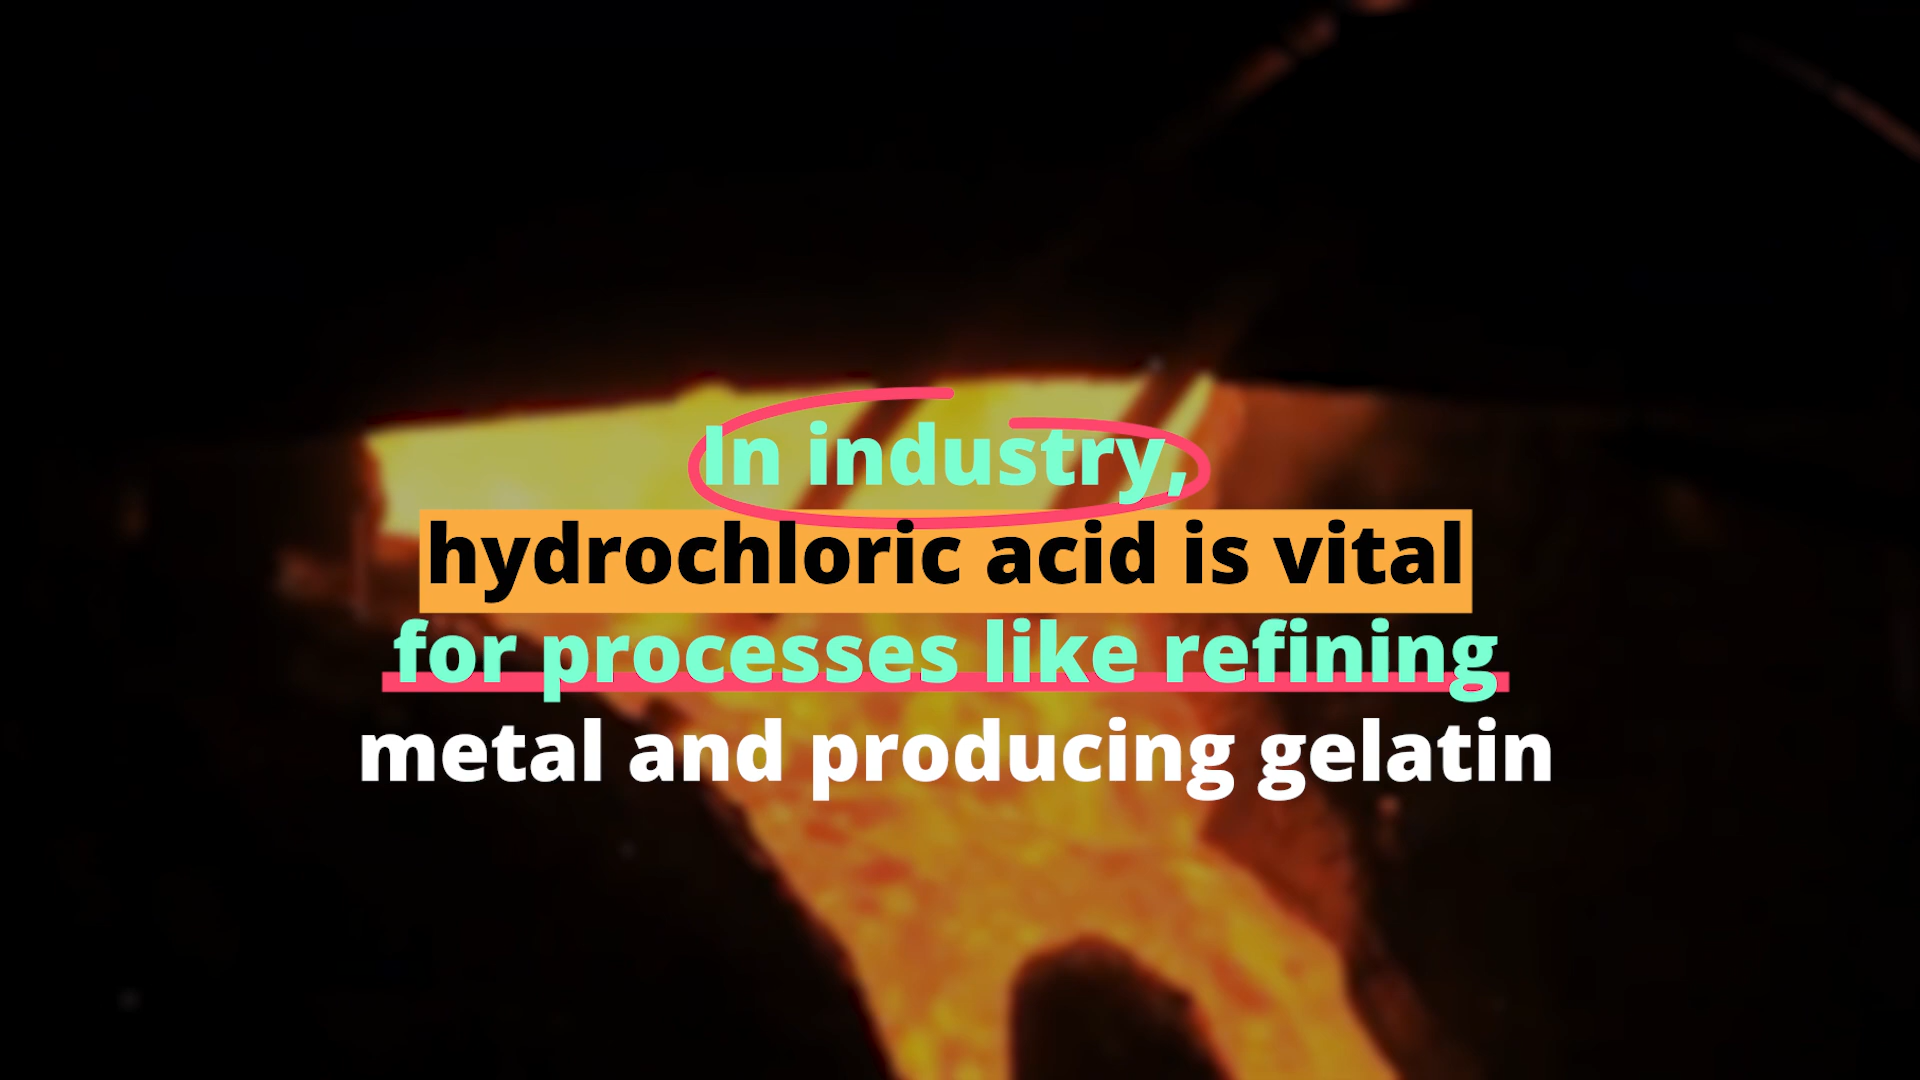 In industry,
hydrochloric acid is vital
for processes like refining
metal and producing gelatin